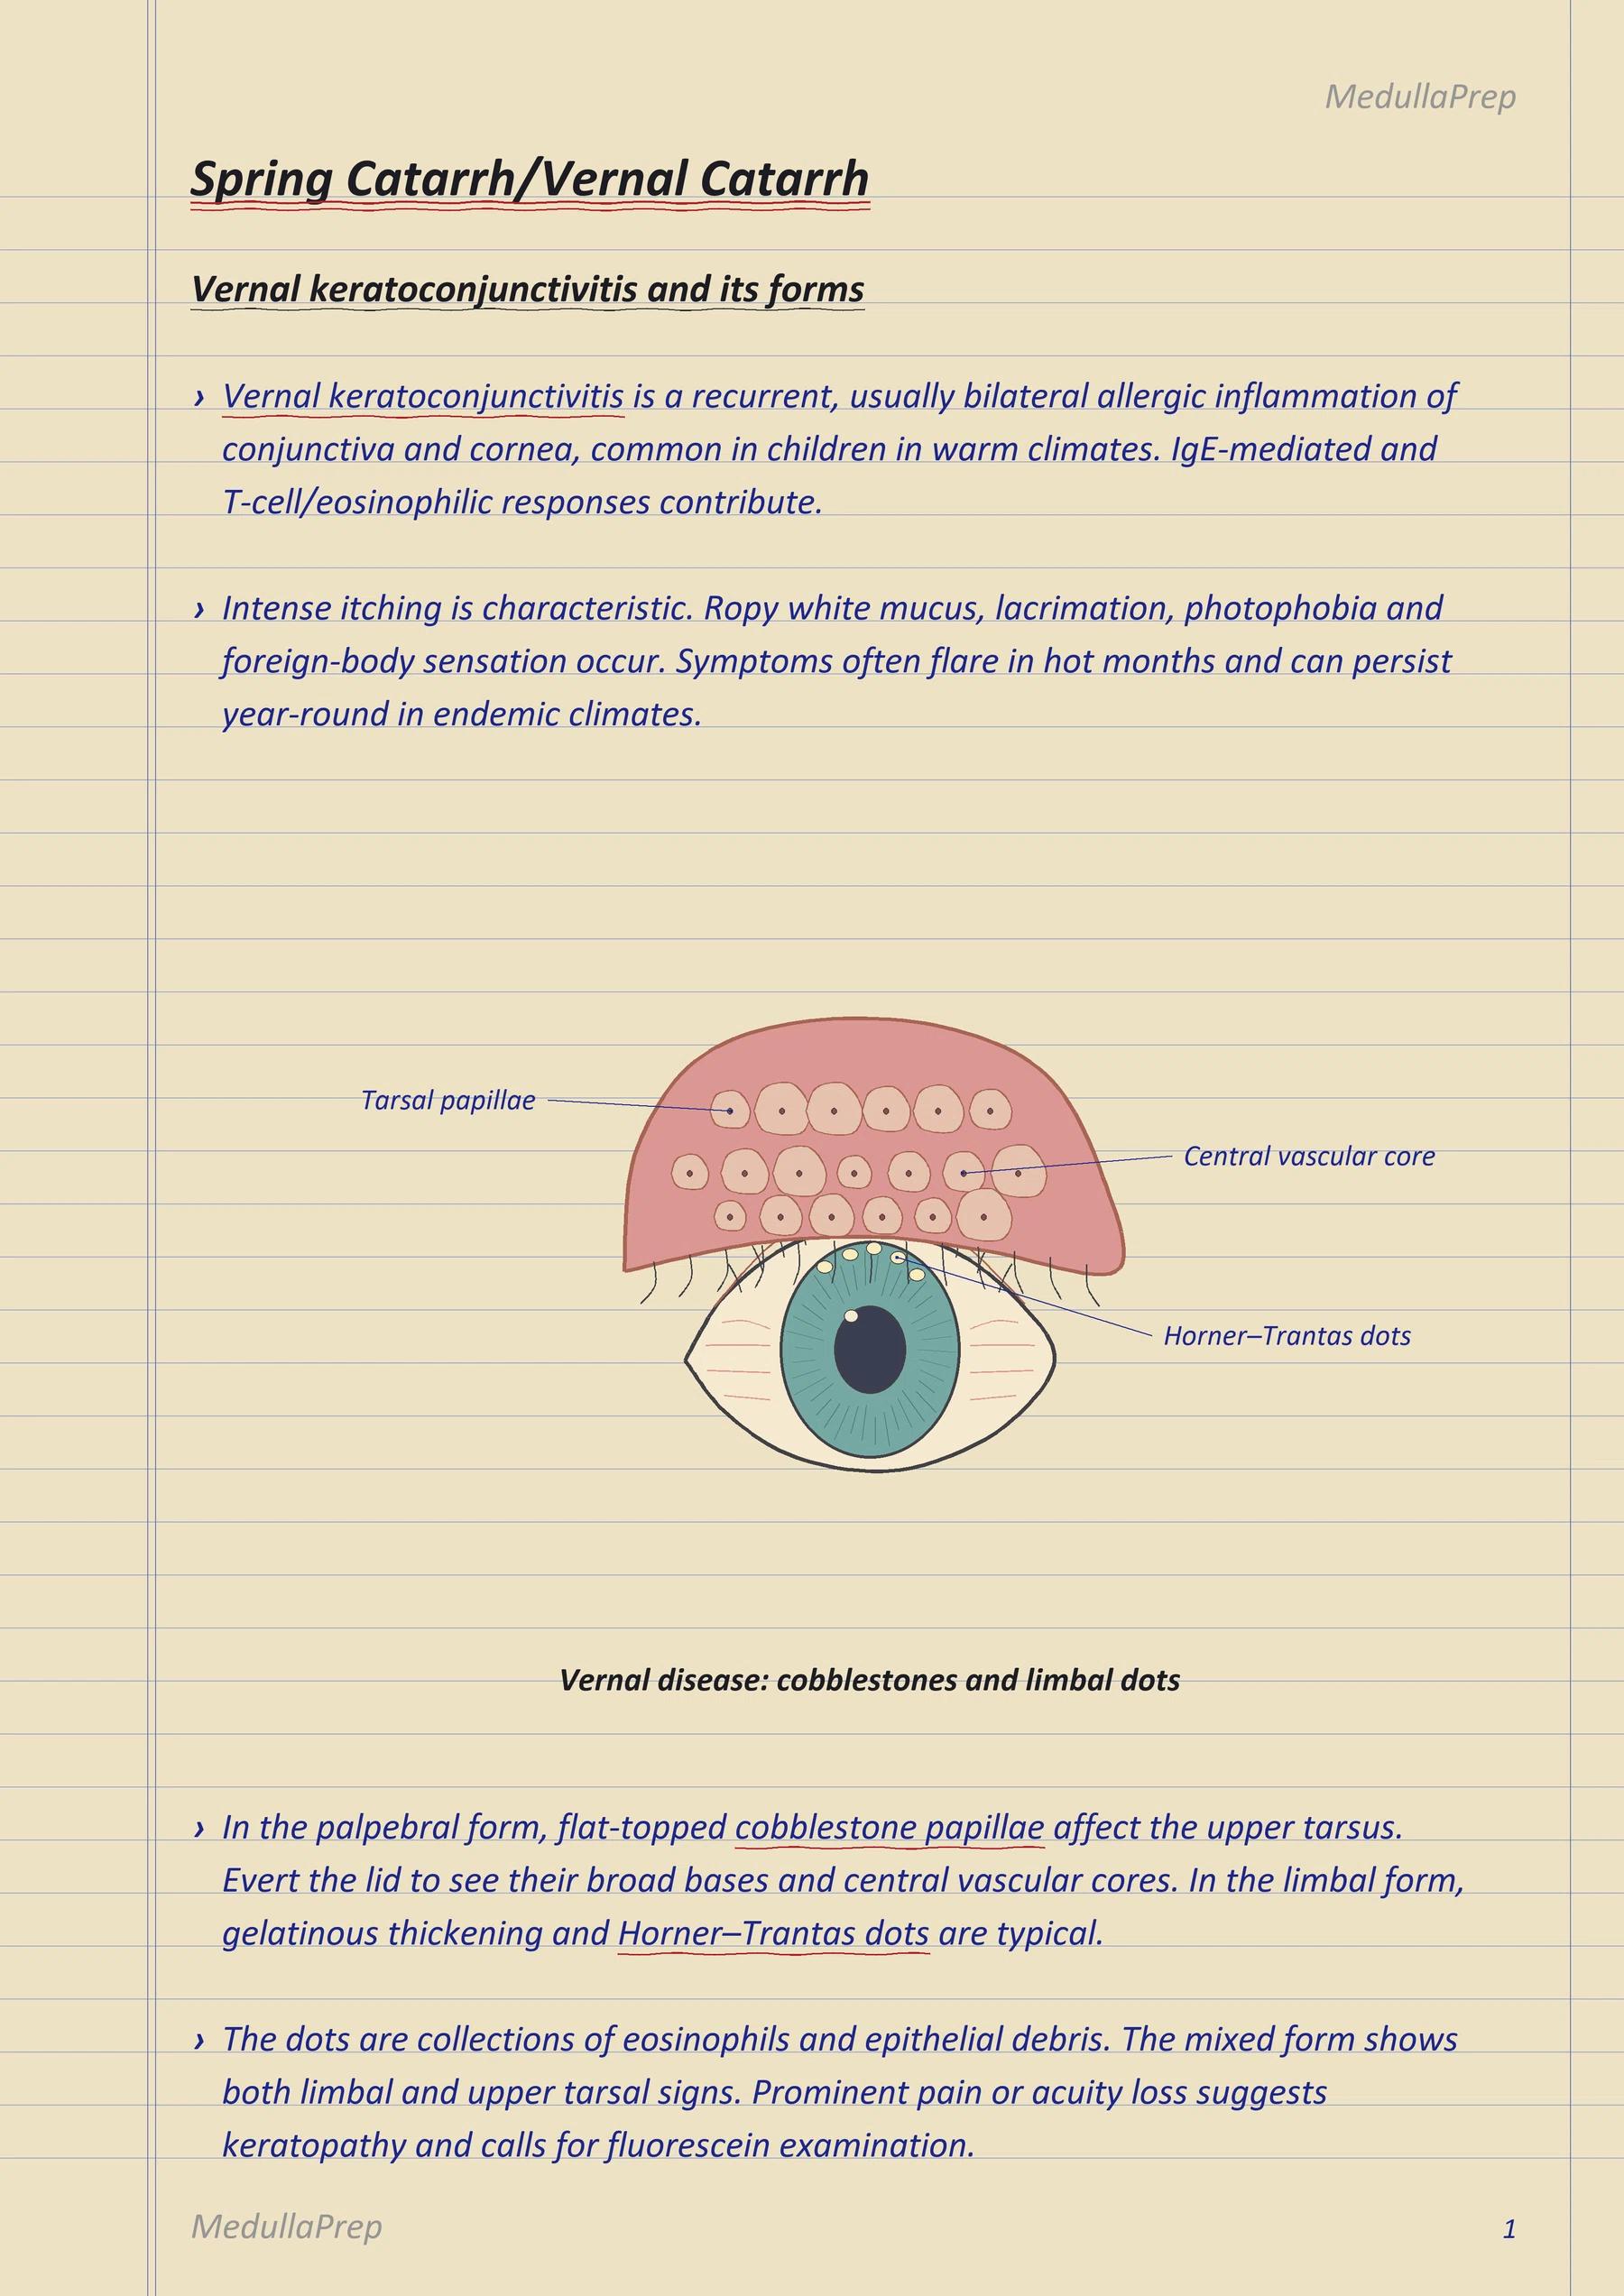 MedullaPrep
Spring Catarrh/Vernal Catarrh
Vernal keratoconjunctivitis and its forms
› Vernal keratoconjunctivitis is a recurrent, usually bilateral allergic inflammation of
conjunctiva and cornea, common in children in warm climates. IgE-mediated and
T-cell/eosinophilic responses contribute.
› Intense itching is characteristic. Ropy white mucus, lacrimation, photophobia and
foreign-body sensation occur. Symptoms often flare in hot months and can persist
year-round in endemic climates.
Tarsal papillae
Central vascular core
Horner–Trantas dots
Vernal disease: cobblestones and limbal dots
› In the palpebral form, flat-topped cobblestone papillae affect the upper tarsus.
Evert the lid to see their broad bases and central vascular cores. In the limbal form,
gelatinous thickening and Horner–Trantas dots are typical.
› The dots are collections of eosinophils and epithelial debris. The mixed form shows
both limbal and upper tarsal signs. Prominent pain or acuity loss suggests
keratopathy and calls for fluorescein examination.
MedullaPrep
1